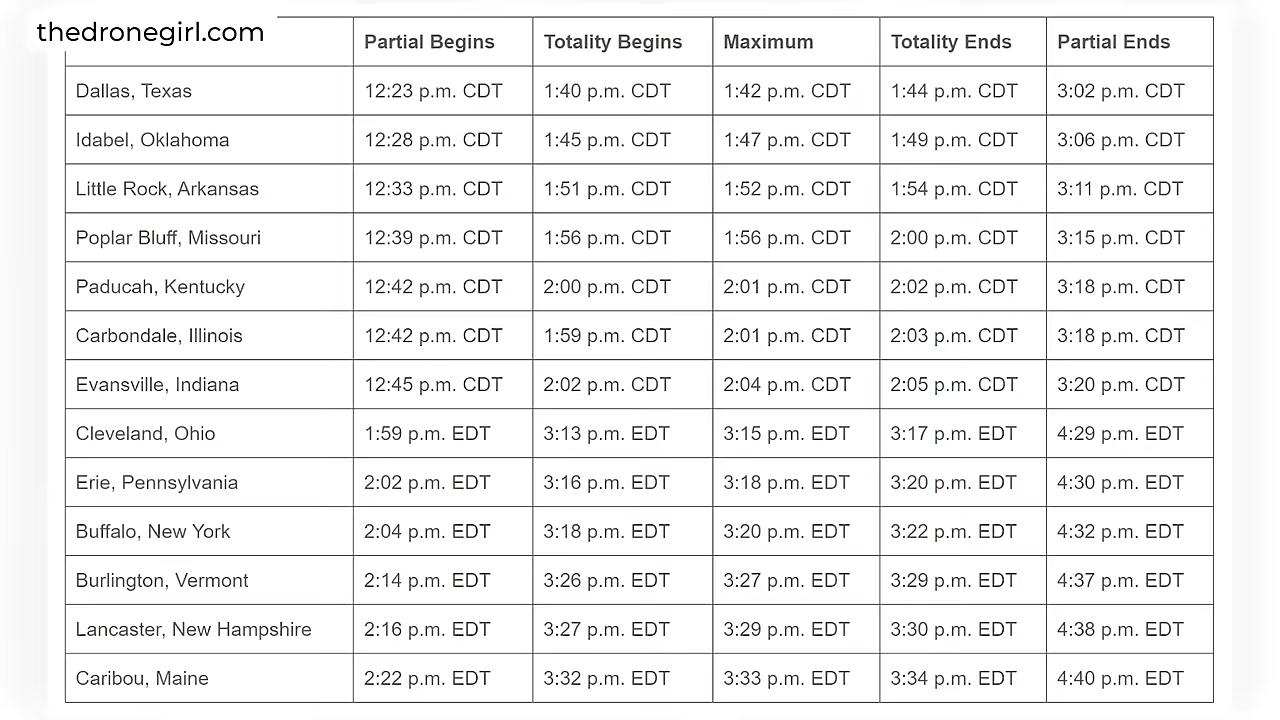 thedronegirl.com
Partial Begins Totality Begins Maximum Totality Ends Partial Ends
Dallas, Texas 12:23 p.m. CDT 1:40 p.m. CDT 1:42 p.m. CDT 1:44 p.m. CDT 3:02 p.m. CDT
Idabel, Oklahoma 12:28 p.m. CDT 1:45 p.m. CDT 1:47 p.m. CDT 1:49 p.m. CDT 3:06 p.m. CDT
Little Rock, Arkansas 12:33 p.m. CDT 1:51 p.m. CDT 1:52 p.m. CDT 1:54 p.m. CDT 3:11 p.m. CDT
Poplar Bluff, Missouri 12:39 p.m. CDT 1:56 p.m. CDT 1:56 p.m. CDT 2:00 p.m. CDT 3:15 p.m. CDT
Paducah, Kentucky 12:42 p.m. CDT 2:00 p.m. CDT 2:01 p.m. CDT 2:02 p.m. CDT 3:18 p.m. CDT
Carbondale, Illinois 12:42 p.m. CDT 1:59 p.m. CDT 2:01 p.m. CDT 2:03 p.m. CDT 3:18 p.m. CDT
Evansville, Indiana 12:45 p.m. CDT 2:02 p.m. CDT 2:04 p.m. CDT 2:05 p.m. CDT 3:20 p.m. CDT
Cleveland, Ohio 1:59 p.m. EDT 3:13 p.m. EDT 3:15 p.m. EDT 3:17 p.m. EDT 4:29 p.m. EDT
Erie, Pennsylvania 2:02 p.m. EDT 3:16 p.m. EDT 3:18 p.m. EDT 3:20 p.m. EDT 4:30 p.m. EDT
Buffalo, New York 2:04 p.m. EDT 3:18 p.m. EDT 3:20 p.m. EDT 3:22 p.m. EDT 4:32 p.m. EDT
Burlington, Vermont 2:14 p.m. EDT 3:26 p.m. EDT 3:27 p.m. EDT 3:29 p.m. EDT 4:37 p.m. EDT
Lancaster, New Hampshire 2:16 p.m. EDT 3:27 p.m. EDT 3:29 p.m. EDT 3:30 p.m. EDT 4:38 p.m. EDT
Caribou, Maine 2:22 p.m. EDT 3:32 p.m. EDT 3:33 p.m. EDT 3:34 p.m. EDT 4:40 p.m. EDT